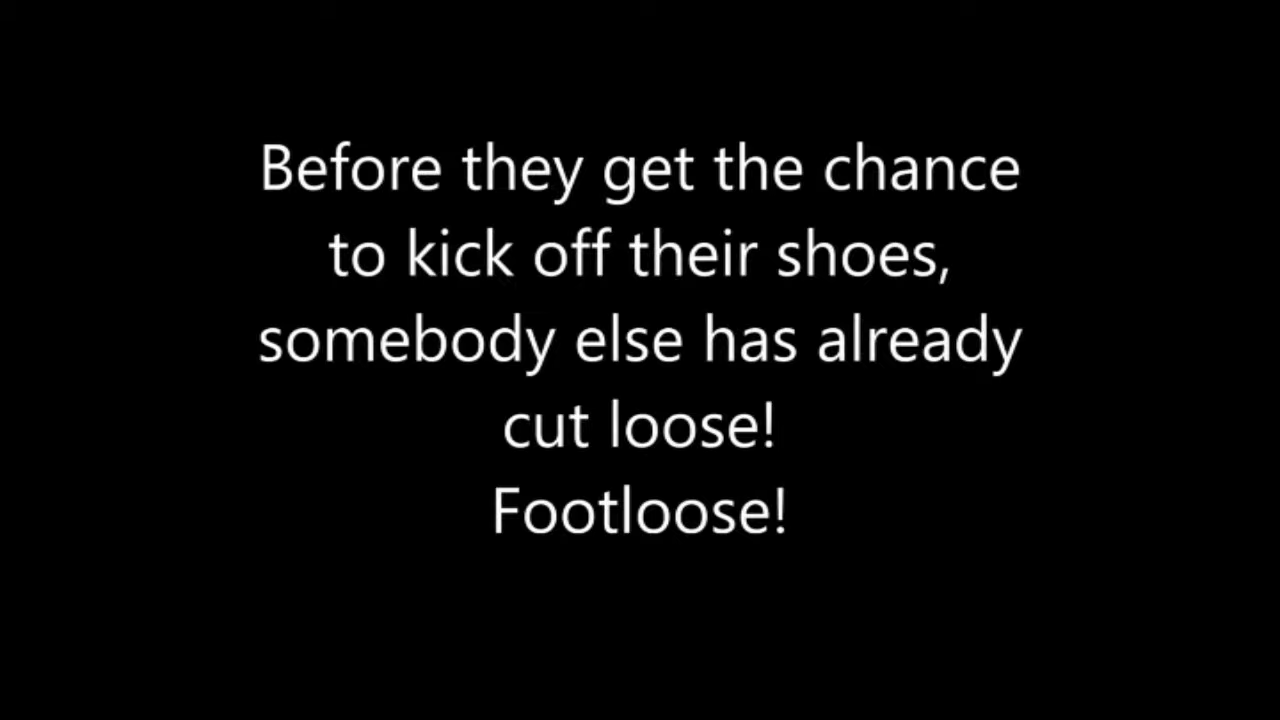 Before they get the chance
to kick off their shoes,
somebody else has already
cut loose!
Footloose!